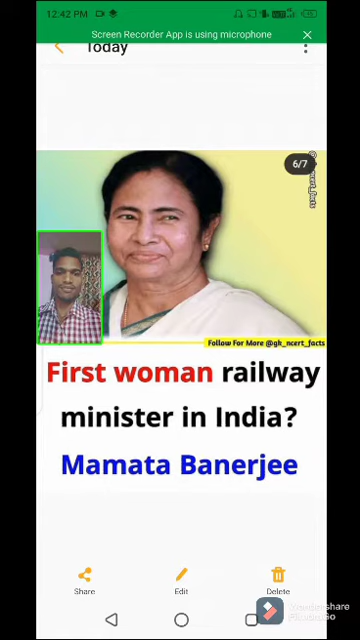 12:42 PM
Screen Recorder App is using microphone
Today
6/7
Follow For More @gk_ncert_facts
First woman railway
minister in India?
Mamata Banerjee
Share
Edit
Delete
Wondershare